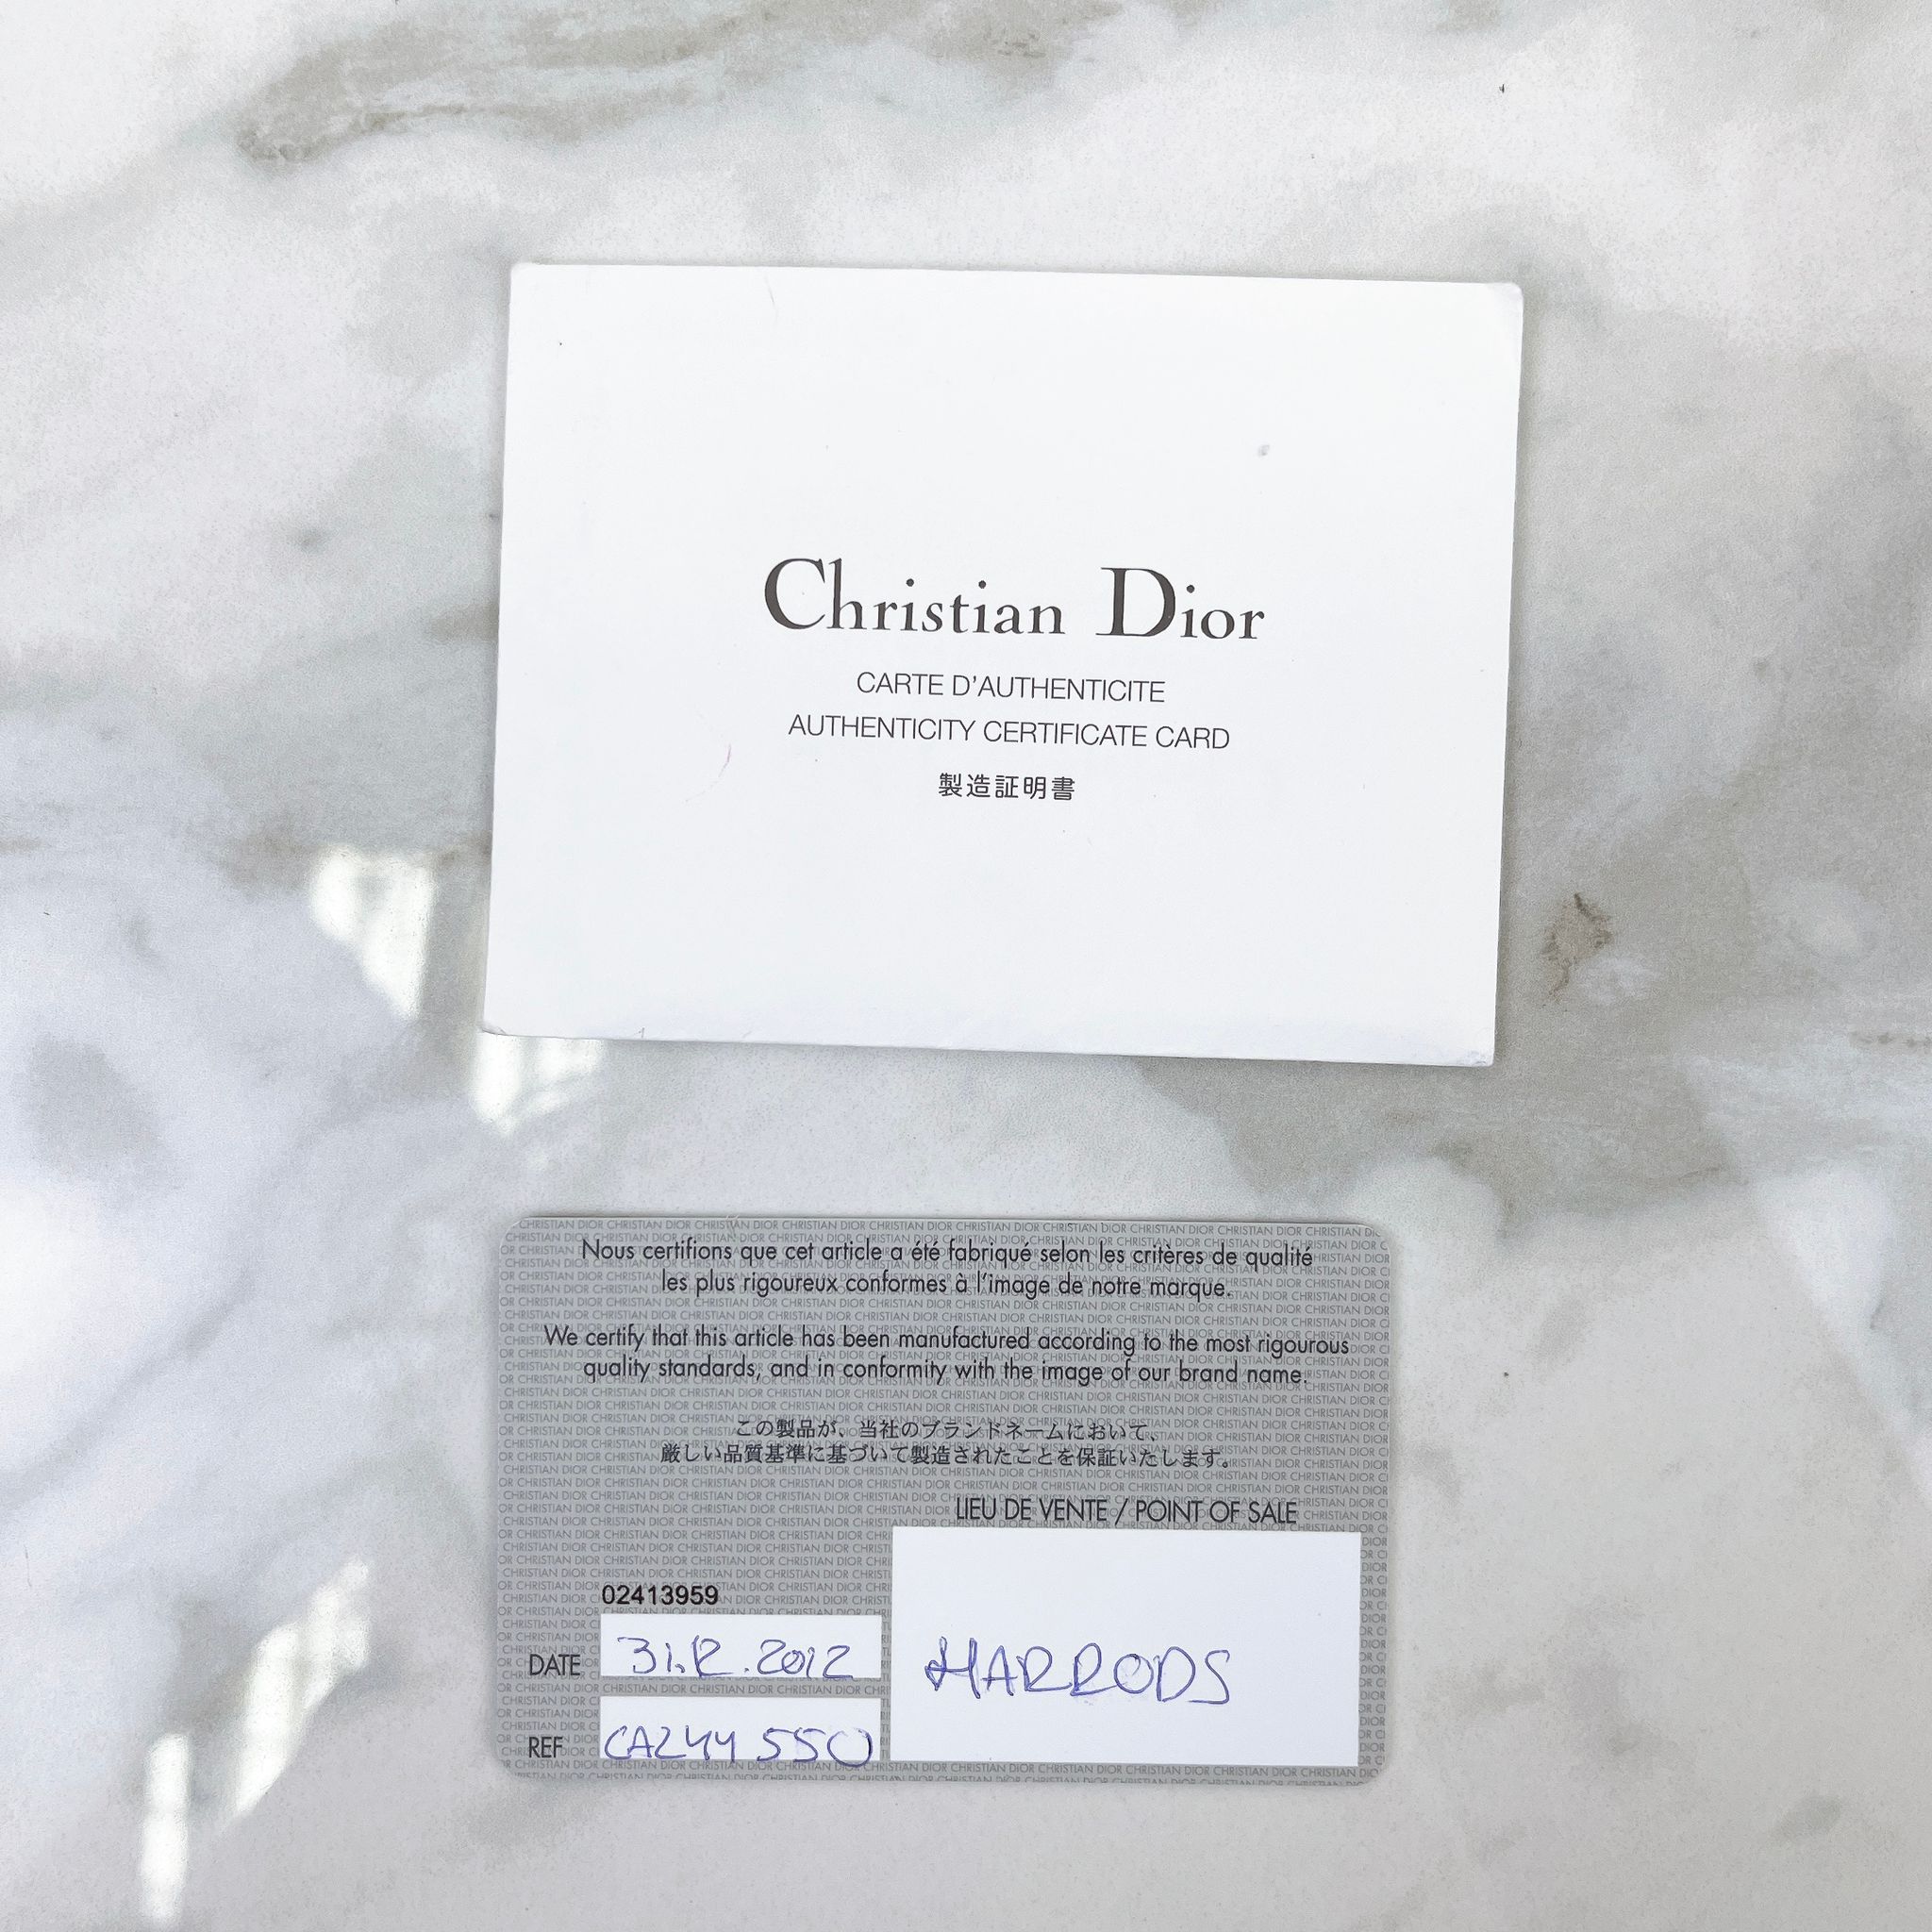 Christian Dior
CARTE D'AUTHENTICITE
AUTHENTICITY CERTIFICATE CARD
製造証明書
Nous certifions que cet article a été fabriqué selon les critères de qualité
les plus rigoureux conformes à l'image de notre marque.
We certify that this article has been manufactured according to the most rigourous
quality standards, and in conformity with the image of our brand name.
この製品が、当社のブランドネームにおいて、
厳しい品質基準に基づいて製造されたことを保証いたします。
LIEU DE VENTE / POINT OF SALE
02413959
DATE 31.12.2012
HARRODS
REF CA244 550